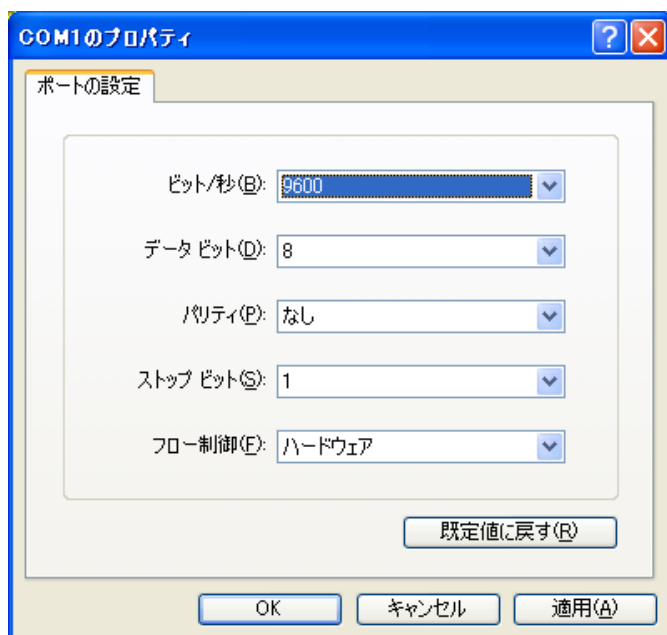 COM1のプロパティ
ポートの設定
ビット/秒(B): 9600
データ ビット(D): 8
パリティ(P): なし
ストップ ビット(S): 1
フロー制御(F): ハードウェア
既定値に戻す(R)
OK キャンセル 適用(A)